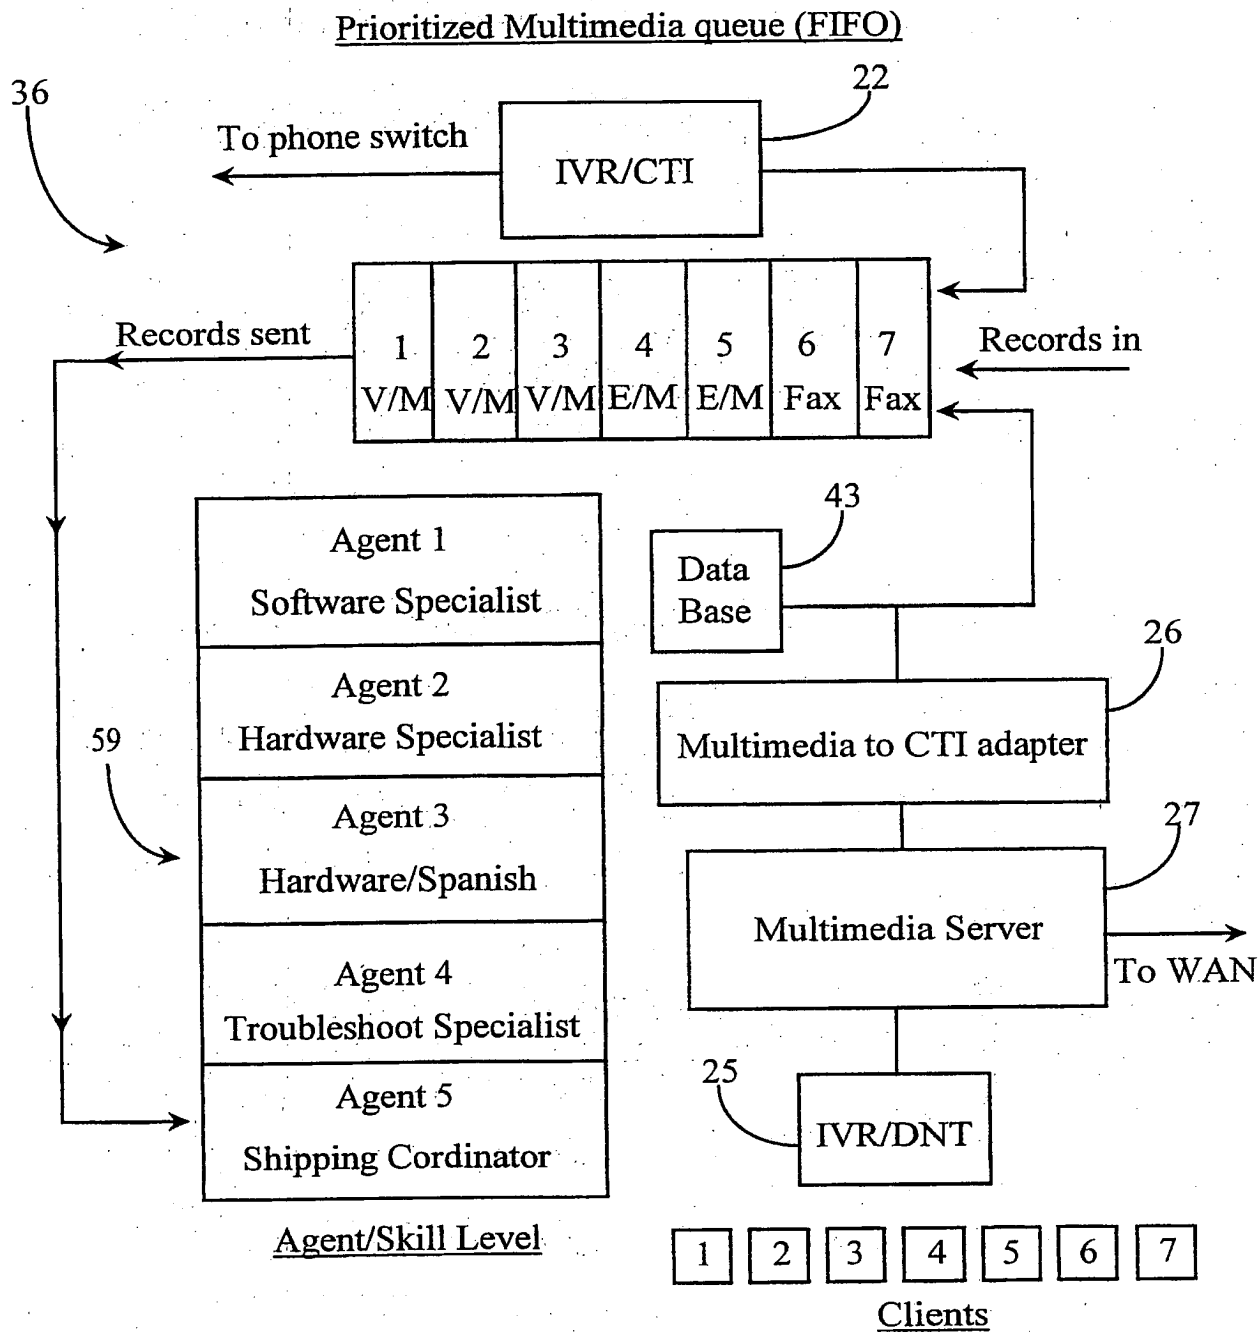 Prioritized Multimedia queue (FIFO)
36
22
To phone switch
IVR/CTI
Records sent
1 2 3 4 5 6 7
V/M V/M V/M E/M E/M Fax Fax
Records in
Agent 1
Software Specialist
Agent 2
Hardware Specialist
59
Agent 3
Hardware/Spanish
Agent 4
Troubleshoot Specialist
Agent 5
Shipping Cordinator
Agent/Skill Level
43
Data
Base
26
Multimedia to CTI adapter
27
Multimedia Server
To WAN
25
IVR/DNT
1 2 3 4 5 6 7
Clients